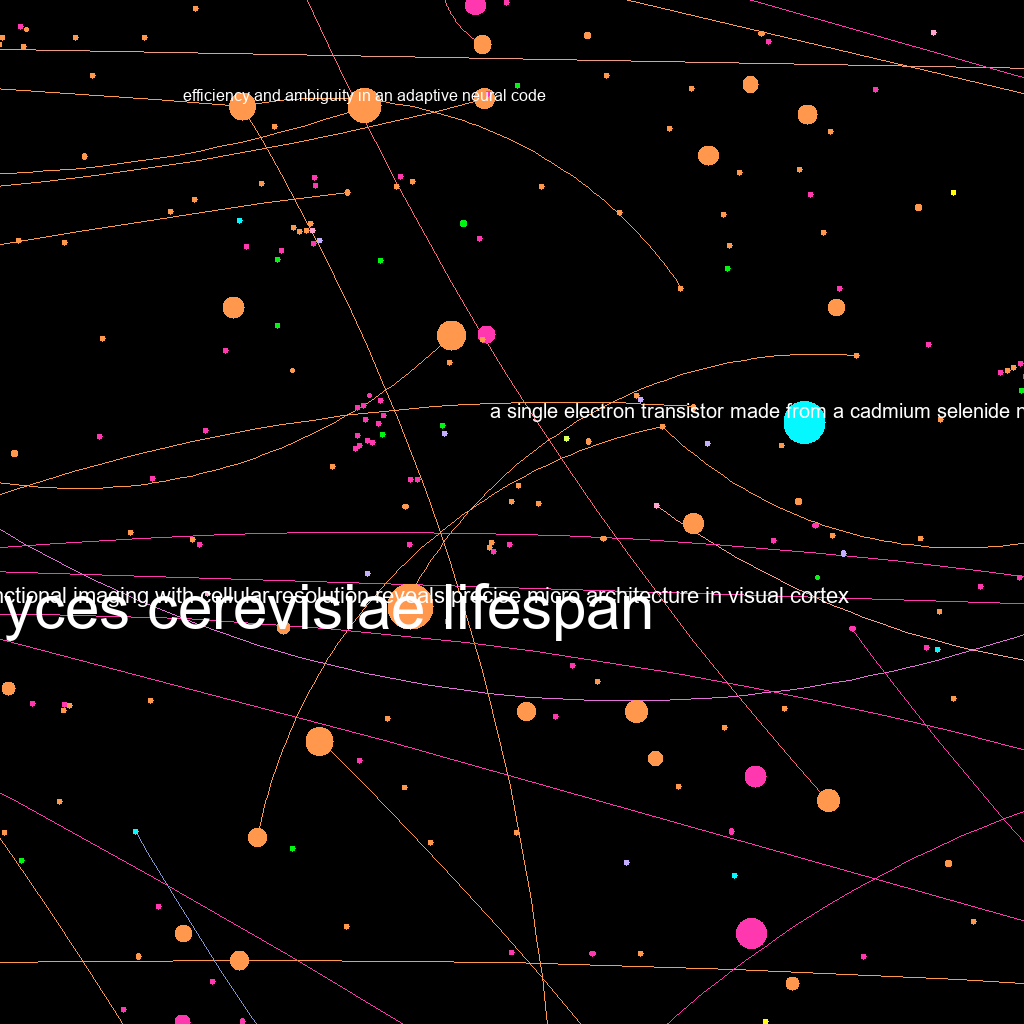 efficiency and ambiguity in an adaptive neural code
a single electron transistor made from a cadmium selenide n
nctional imaging with cellular resolution reveals precise micro architecture in visual cortex
yces cerevisiae lifespan